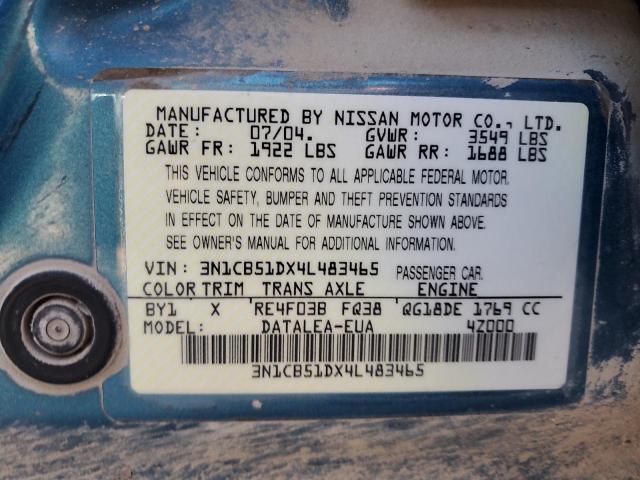 MANUFACTURED BY NISSAN MOTOR CO., LTD.
DATE: 07/04. GVWR: 3549 LBS
GAWR FR: 1922 LBS GAWR RR: 1688 LBS
THIS VEHICLE CONFORMS TO ALL APPLICABLE FEDERAL MOTOR
VEHICLE SAFETY, BUMPER AND THEFT PREVENTION STANDARDS
IN EFFECT ON THE DATE OF MANUFACTURE SHOWN ABOVE.
SEE OWNER'S MANUAL FOR ADDITIONAL INFORMATION.
VIN: 3N1CB51DX4L483465 PASSENGER CAR.
COLOR TRIM TRANS AXLE ENGINE
BY1 X RE4F03B FQ38 QG18DE 1769 CC
MODEL: DATALEA-EUA 4Z000
3N1CB51DX4L483465